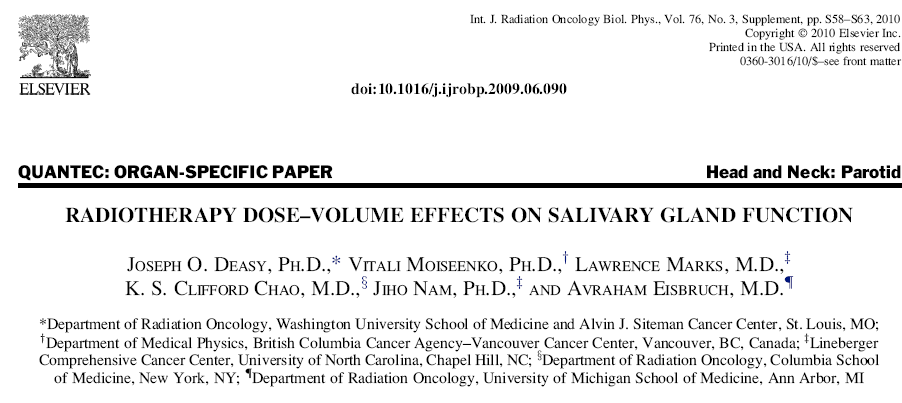 Int. J. Radiation Oncology Biol. Phys., Vol. 76, No. 3, Supplement, pp. S58–S63, 2010
Copyright © 2010 Elsevier Inc.
Printed in the USA. All rights reserved
0360-3016/10/$–see front matter
ELSEVIER
doi:10.1016/j.ijrobp.2009.06.090
QUANTEC: ORGAN-SPECIFIC PAPER
Head and Neck: Parotid
RADIOTHERAPY DOSE–VOLUME EFFECTS ON SALIVARY GLAND FUNCTION
JOSEPH O. DEASY, PH.D.,* VITALI MOISEENKO, PH.D.,† LAWRENCE MARKS, M.D.,‡
K. S. CLIFFORD CHAO, M.D.,§ JIHO NAM, PH.D.,‡ AND AVRAHAM EISBRUCH, M.D.¶
*Department of Radiation Oncology, Washington University School of Medicine and Alvin J. Siteman Cancer Center, St. Louis, MO;
†Department of Medical Physics, British Columbia Cancer Agency–Vancouver Cancer Center, Vancouver, BC, Canada; ‡Lineberger
Comprehensive Cancer Center, University of North Carolina, Chapel Hill, NC; §Department of Radiation Oncology, Columbia School
of Medicine, New York, NY; ¶Department of Radiation Oncology, University of Michigan School of Medicine, Ann Arbor, MI